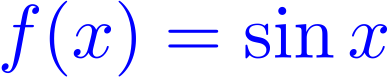 f(x) = sin x